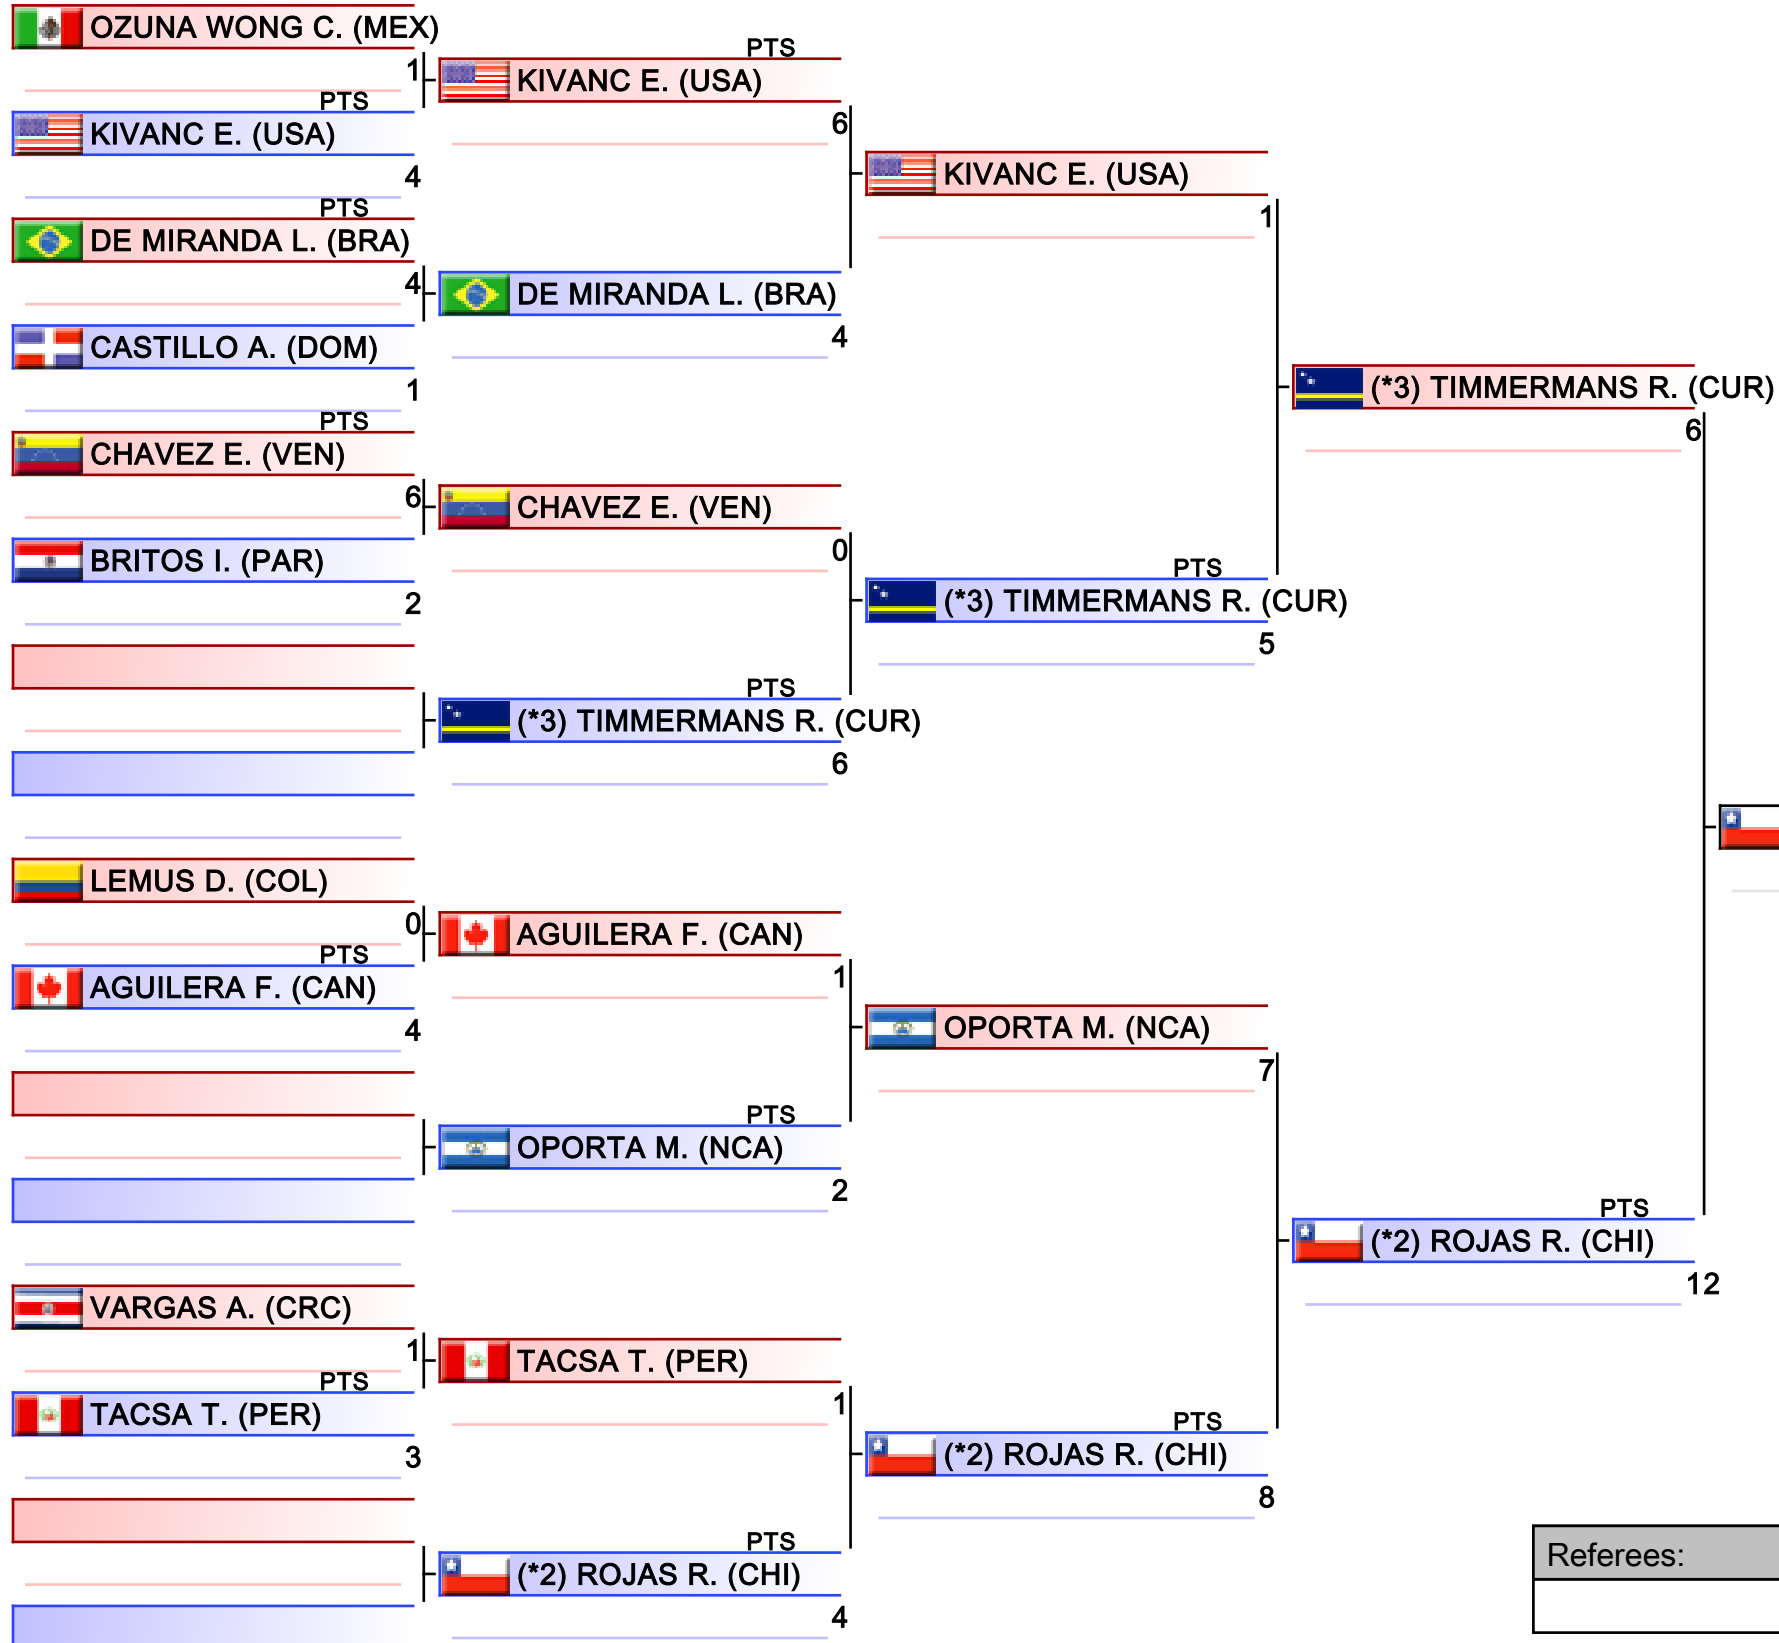 OZUNA WONG C. (MEX)
1
PTS
KIVANC E. (USA)
4
PTS
DE MIRANDA L. (BRA)
4
CASTILLO A. (DOM)
1
PTS
CHAVEZ E. (VEN)
6
BRITOS I. (PAR)
2
LEMUS D. (COL)
0
PTS
AGUILERA F. (CAN)
4
VARGAS A. (CRC)
1
PTS
TACSA T. (PER)
3
PTS
KIVANC E. (USA)
6
DE MIRANDA L. (BRA)
4
CHAVEZ E. (VEN)
0
PTS
(*3) TIMMERMANS R. (CUR)
6
AGUILERA F. (CAN)
1
PTS
OPORTA M. (NCA)
2
TACSA T. (PER)
1
PTS
(*2) ROJAS R. (CHI)
4
KIVANC E. (USA)
1
PTS
(*3) TIMMERMANS R. (CUR)
5
OPORTA M. (NCA)
7
PTS
(*2) ROJAS R. (CHI)
8
(*3) TIMMERMANS R. (CUR)
6
PTS
(*2) ROJAS R. (CHI)
12
Referees: